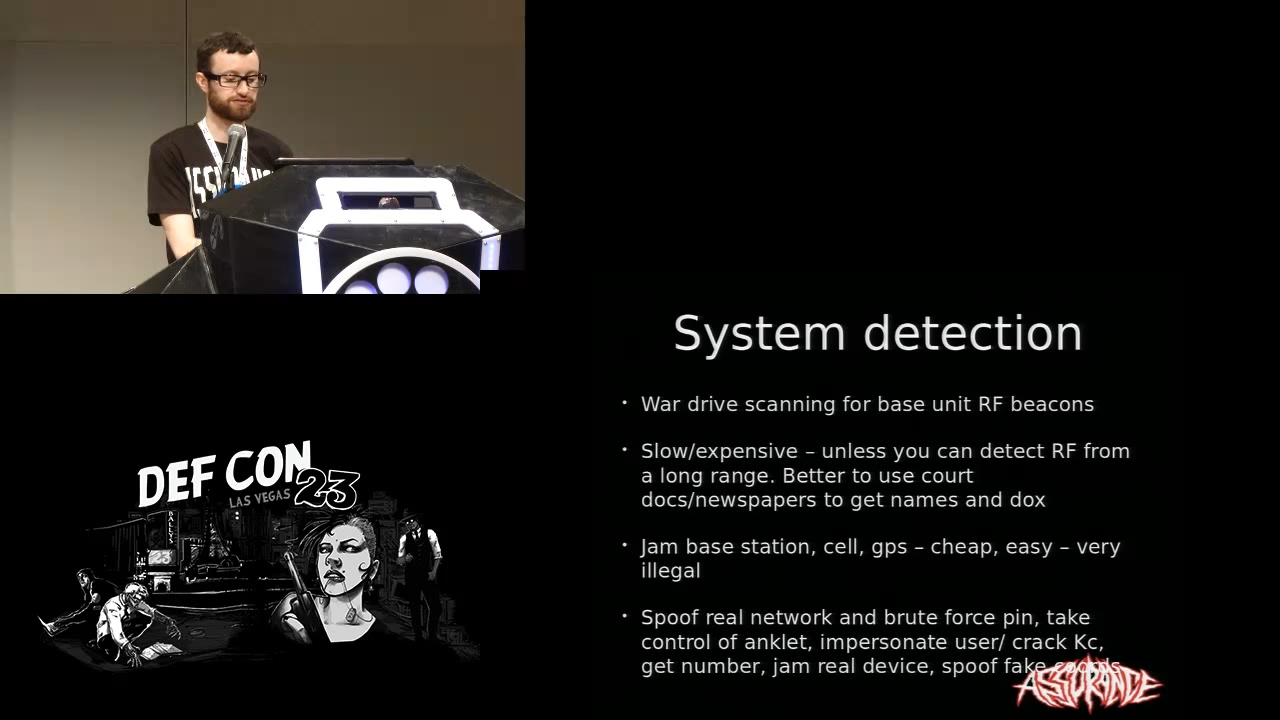 System detection
• War drive scanning for base unit RF beacons
• Slow/expensive – unless you can detect RF from
a long range. Better to use court
docs/newspapers to get names and dox
• Jam base station, cell, gps – cheap, easy – very
illegal
• Spoof real network and brute force pin, take
control of anklet, impersonate user/ crack Kc,
get number, jam real device, spoof fake coords
ASSURANCE
DEF CON
LAS VEGAS 23
BALLYS